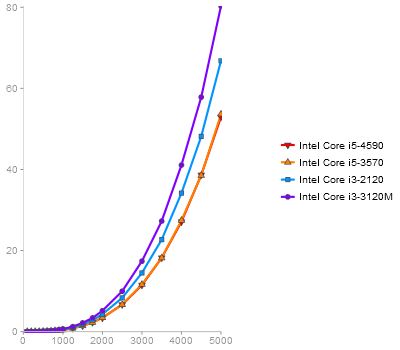 80
60
40
20
0
0 1000 2000 3000 4000 5000
Intel Core i5-4590
Intel Core i5-3570
Intel Core i3-2120
Intel Core i3-3120M